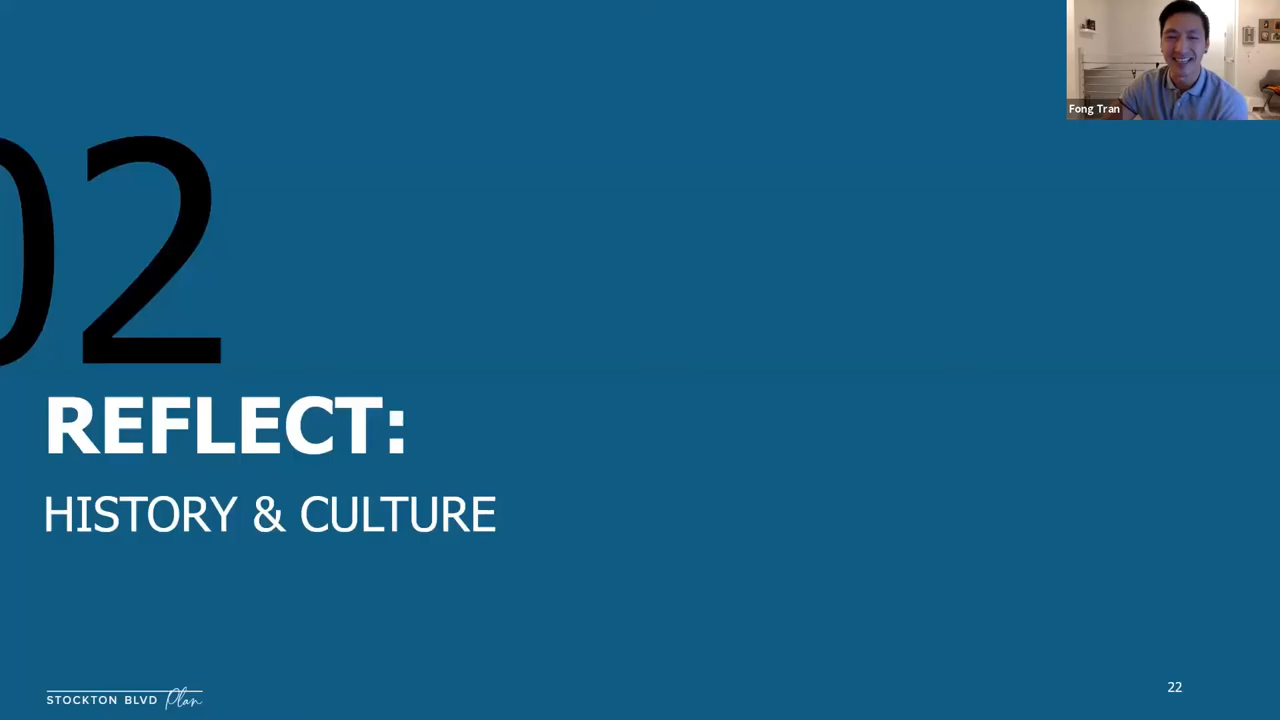 Fong Tran
02
REFLECT:
HISTORY & CULTURE
STOCKTON BLVD Plan
22